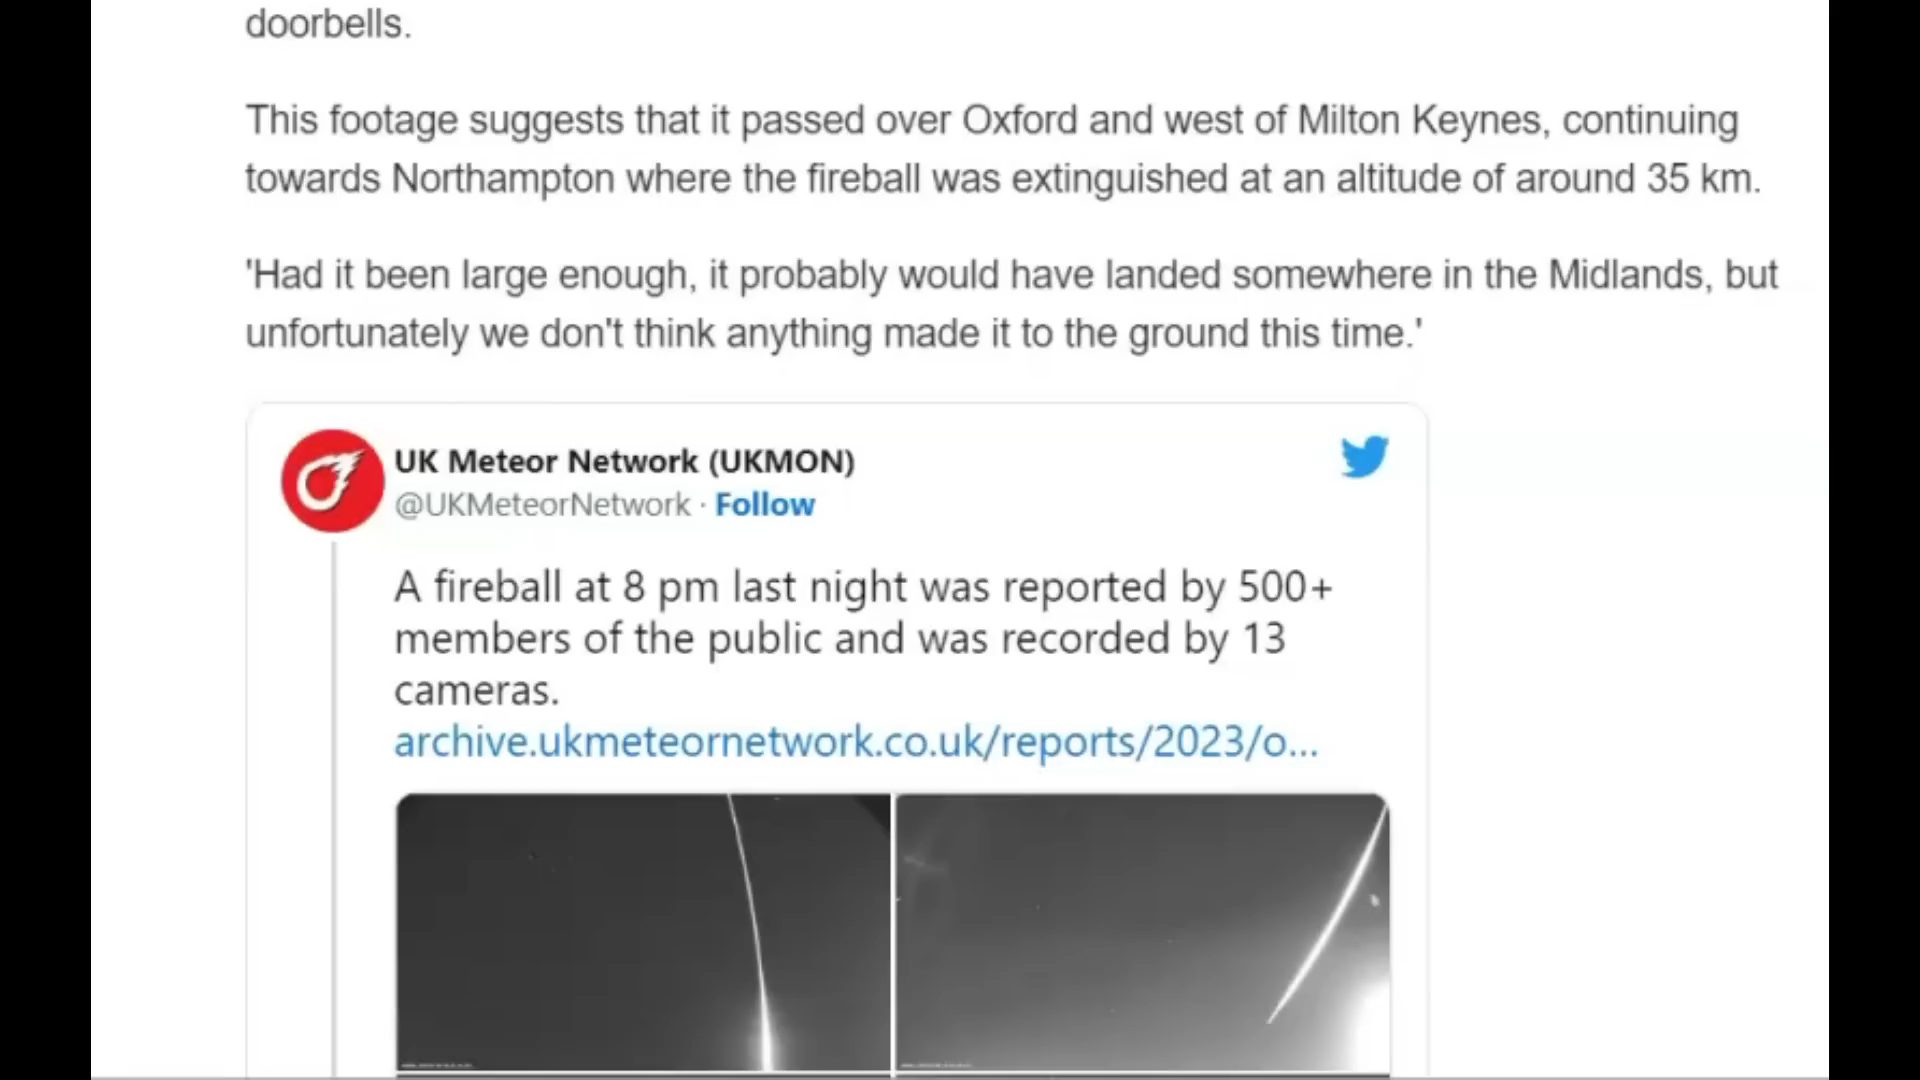 doorbells.
This footage suggests that it passed over Oxford and west of Milton Keynes, continuing
towards Northampton where the fireball was extinguished at an altitude of around 35 km.
'Had it been large enough, it probably would have landed somewhere in the Midlands, but
unfortunately we don't think anything made it to the ground this time.'
UK Meteor Network (UKMON)
@UKMeteorNetwork · Follow
A fireball at 8 pm last night was reported by 500+
members of the public and was recorded by 13
cameras.
archive.ukmeteornetwork.co.uk/reports/2023/o...